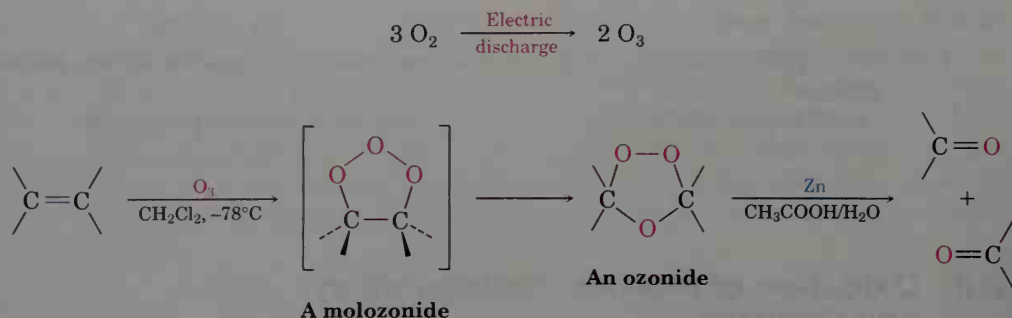 3 O₂ Electric discharge 2 O₃
C=C O₃ CH₂Cl₂, –78°C O O O C C O–O C C O Zn CH₃COOH/H₂O C=O + O=C
An ozonide
A molozonide